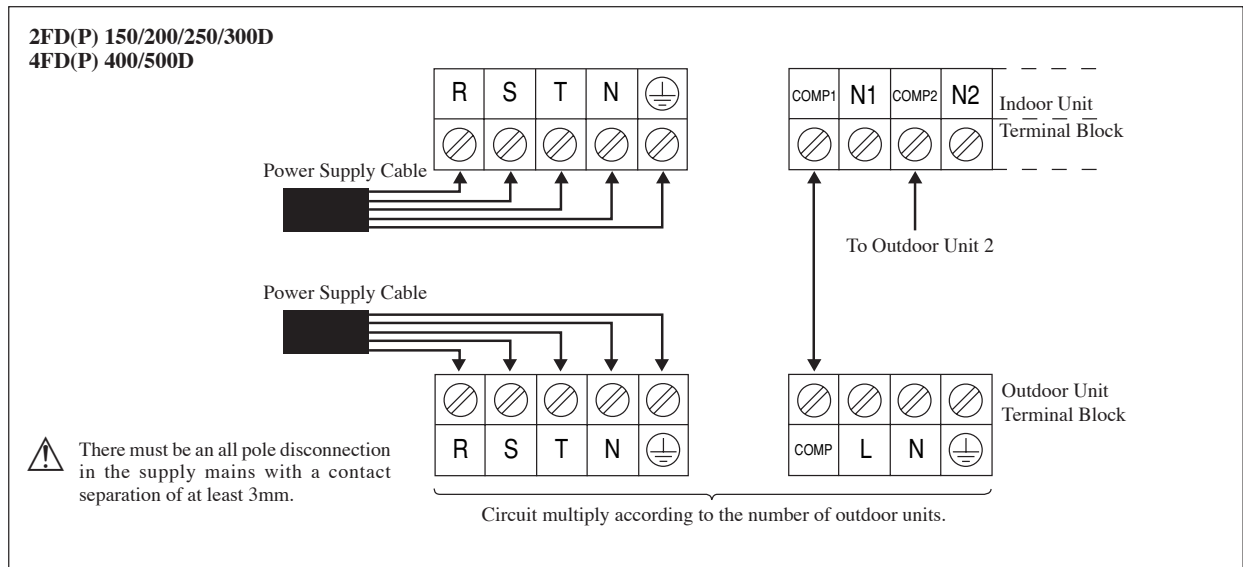 2FD(P) 150/200/250/300D
4FD(P) 400/500D
R S T N
COMP1 N1 COMP2 N2
Indoor Unit
Terminal Block
Power Supply Cable
To Outdoor Unit 2
Power Supply Cable
Outdoor Unit
Terminal Block
R S T N
COMP L N
There must be an all pole disconnection
in the supply mains with a contact
separation of at least 3mm.
Circuit multiply according to the number of outdoor units.